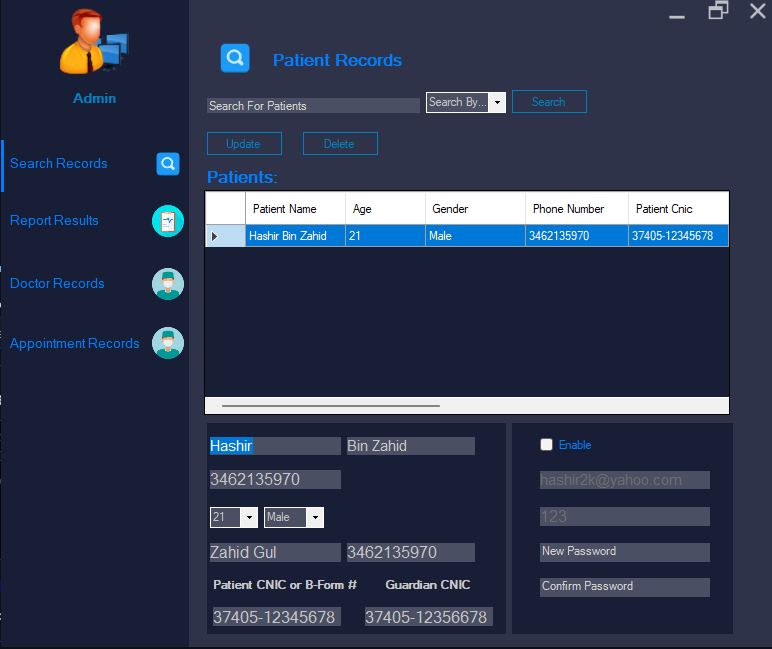 Admin
Search Records
Report Results
Doctor Records
Appointment Records
Patient Records
Search For Patients Search By... Search
Update Delete
Patients:
Patient Name Age Gender Phone Number Patient Cnic
Hashir Bin Zahid 21 Male 3462135970 37405-12345678
Hashir Bin Zahid
3462135970
21 Male
Zahid Gul 3462135970
Patient CNIC or B-Form # Guardian CNIC
37405-12345678 37405-12356678
Enable
hashir2k@yahoo.com
123
New Password
Confirm Password